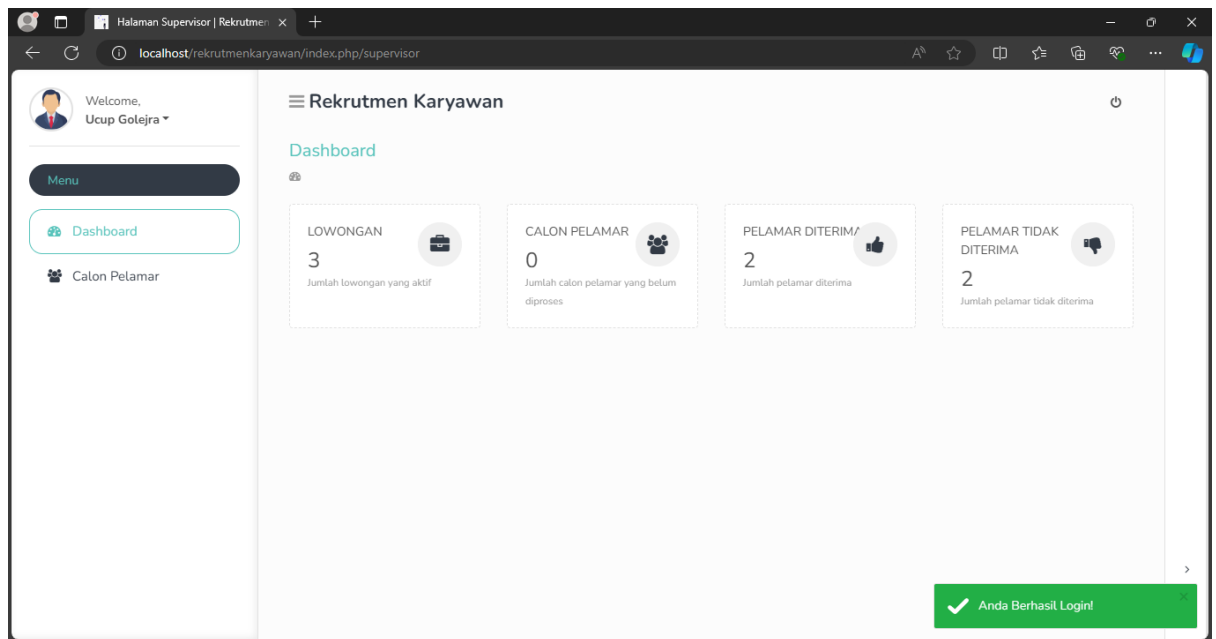 Halaman Supervisor | Rekrutmen
localhost/rekrutmenkaryawan/index.php/supervisor
Welcome,
Ucup Golejra
Menu
Dashboard
Calon Pelamar
Rekrutmen Karyawan
Dashboard
LOWONGAN
3
Jumlah lowongan yang aktif
CALON PELAMAR
0
Jumlah calon pelamar yang belum
diproses
PELAMAR DITERIMA
2
Jumlah pelamar diterima
PELAMAR TIDAK
DITERIMA
2
Jumlah pelamar tidak diterima
Anda Berhasil Login!